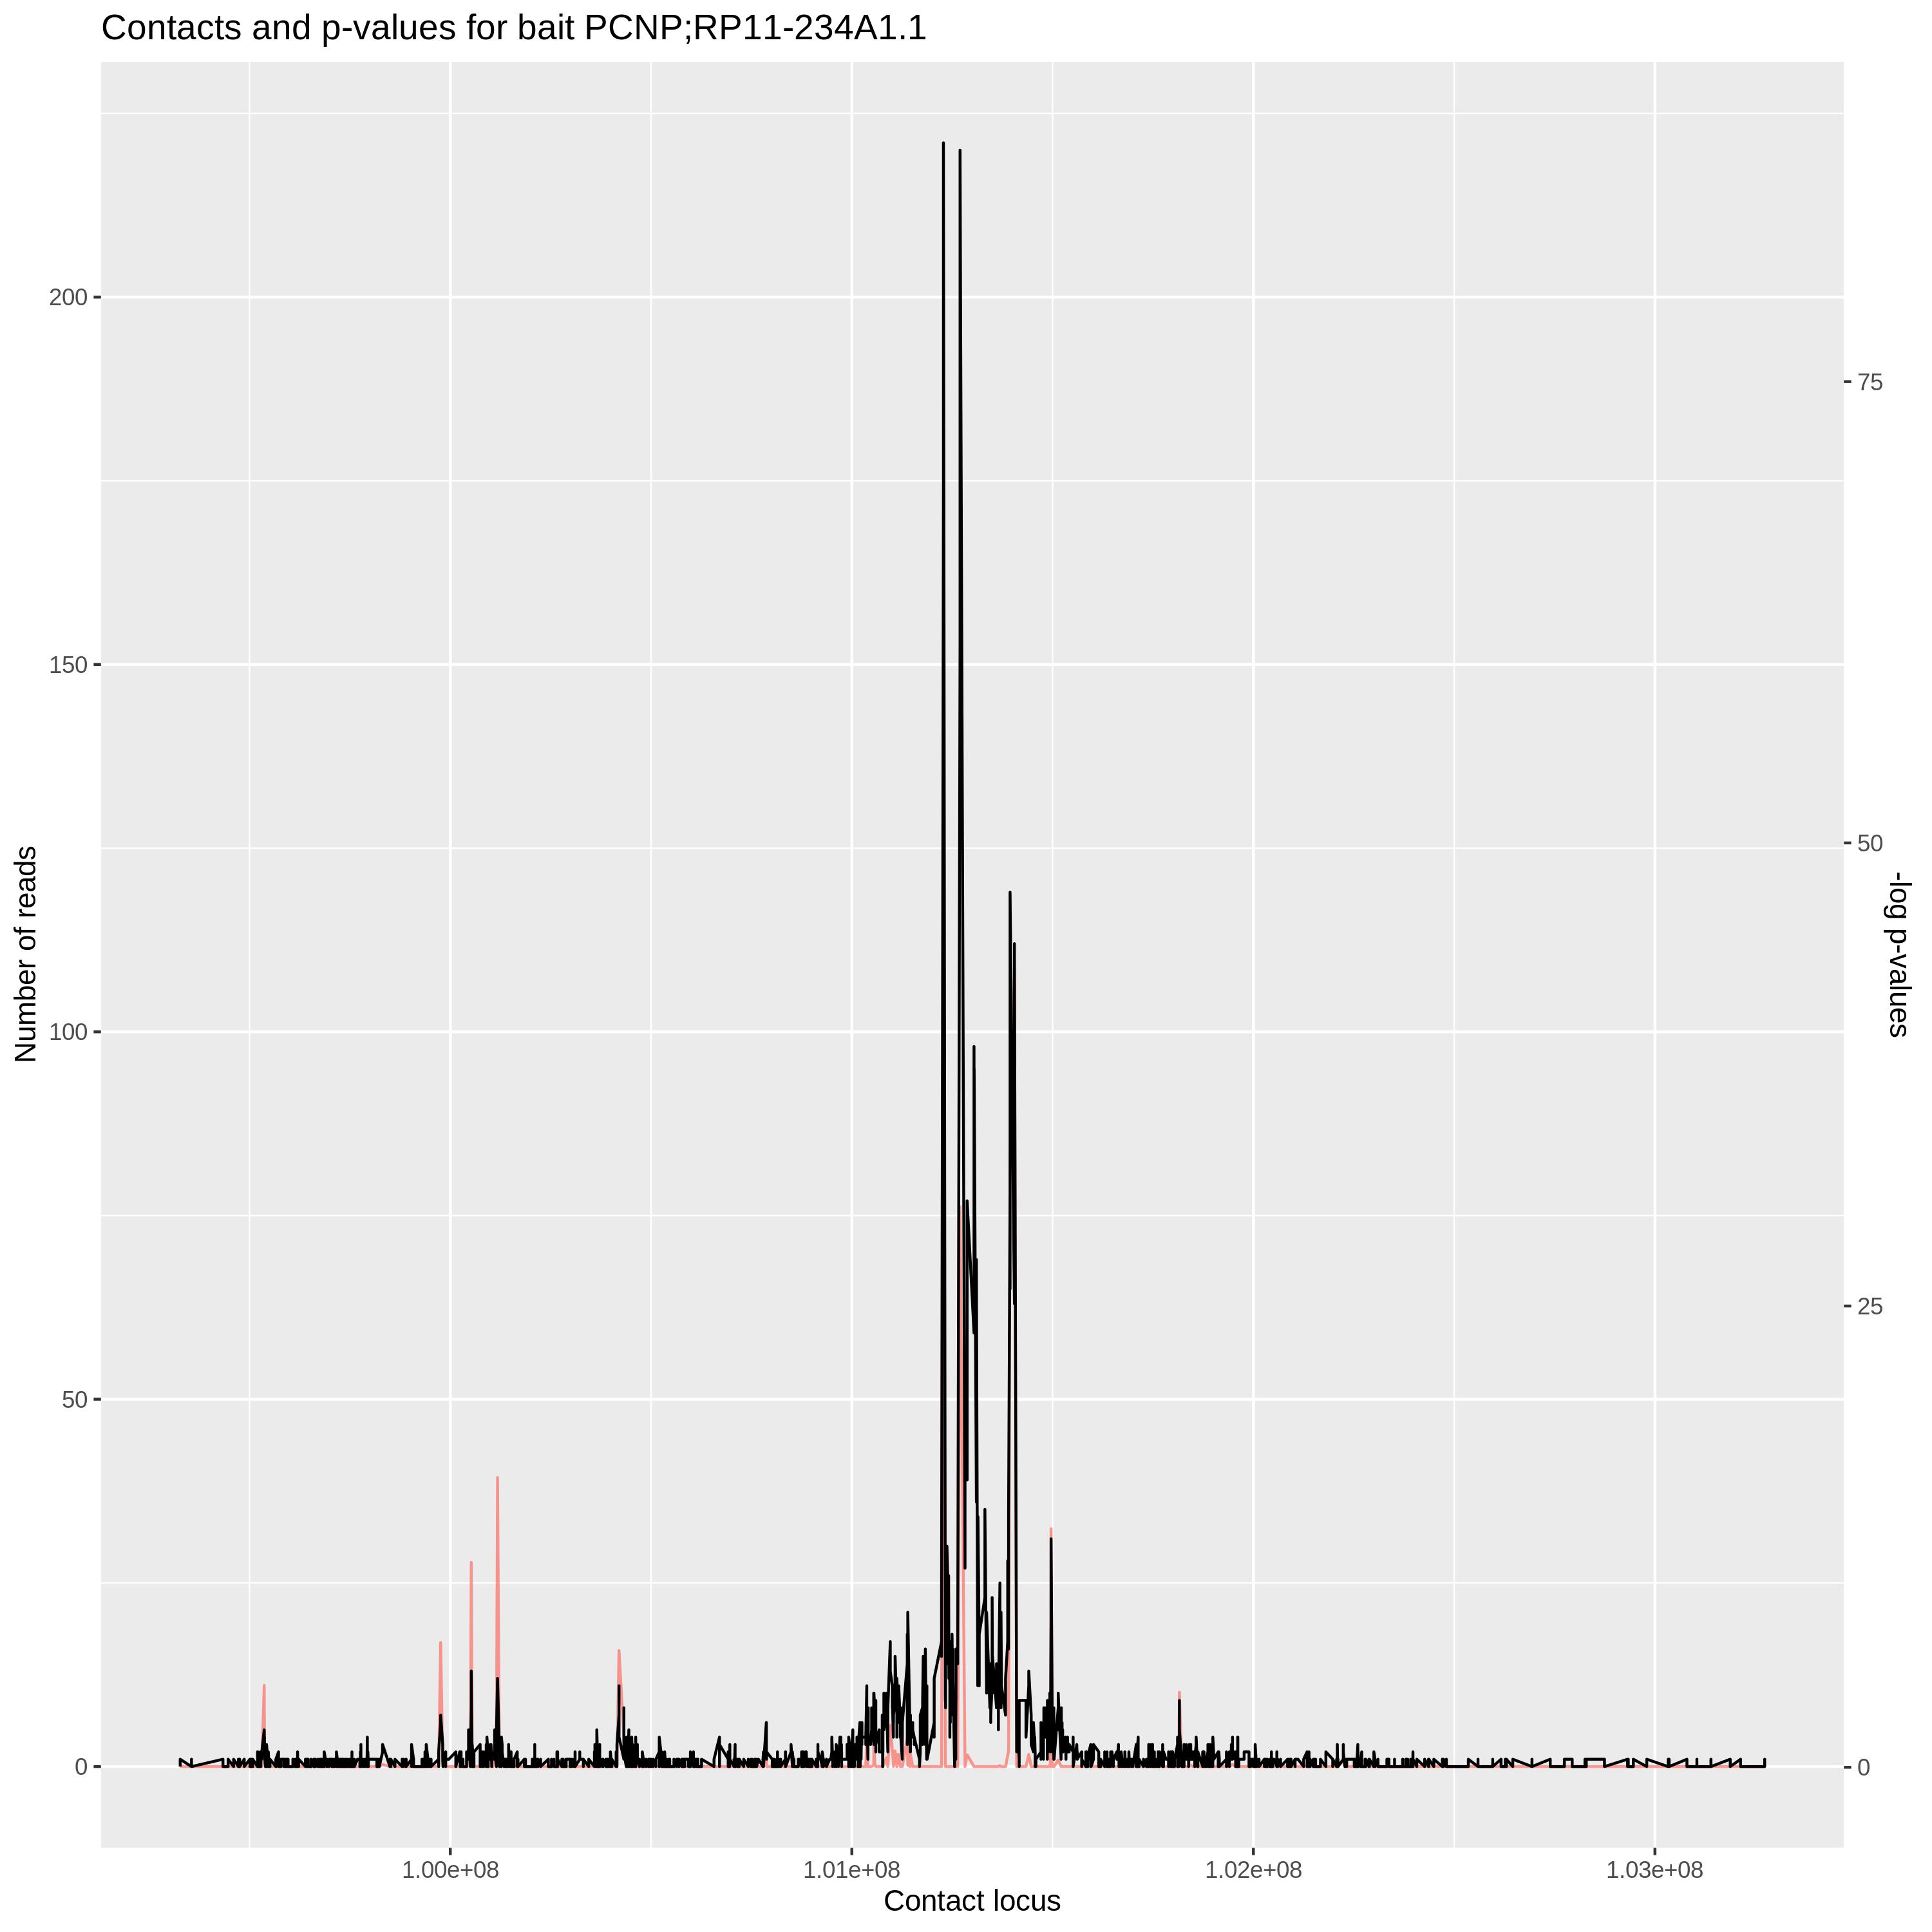 Contacts and p-values for bait PCNP;RP11-234A1.1
200
150
100
50
0
Number of reads
75
50
25
0
-log p-values
1.00e+08
1.01e+08
1.02e+08
1.03e+08
Contact locus